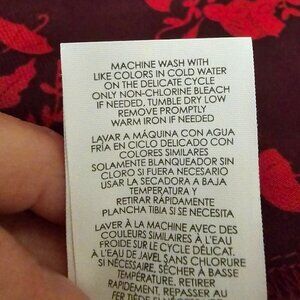 MACHINE WASH WITH
LIKE COLORS IN COLD WATER
ON THE DELICATE CYCLE
ONLY NON-CHLORINE BLEACH
IF NEEDED, TUMBLE DRY LOW
REMOVE PROMPTLY
WARM IRON IF NEEDED
LAVAR A MÁQUINA CON AGUA
FRÍA EN CICLO DELICADO CON
COLORES SIMILARES
SOLAMENTE BLANQUEADOR SIN
CLORO SI FUERA NECESARIO
USAR LA SECADORA A BAJA
TEMPERATURA Y
RETIRAR RÁPIDAMENTE
PLANCHA TIBIA SI SE NECESITA
LAVER À LA MACHINE AVEC DES
COULEURS SIMILAIRES À L'EAU
FROIDE SUR LE CYCLE DÉLICAT.
À L'EAU DE JAVEL SANS CHLORURE
SI NÉCESSAIRE, SÉCHER À BASSE
TEMPÉRATURE. RETIRER
RAPIDEMENT, REPASSER AU
FER TIÈDE